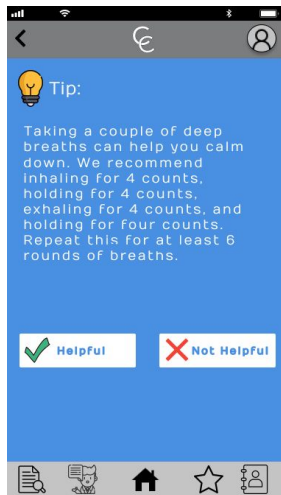 CC
Tip:
Taking a couple of deep
breaths can help you calm
down. We recommend
inhaling for 4 counts,
holding for 4 counts,
exhaling for 4 counts, and
holding for four counts.
Repeat this for at least 6
rounds of breaths.
Helpful
Not Helpful